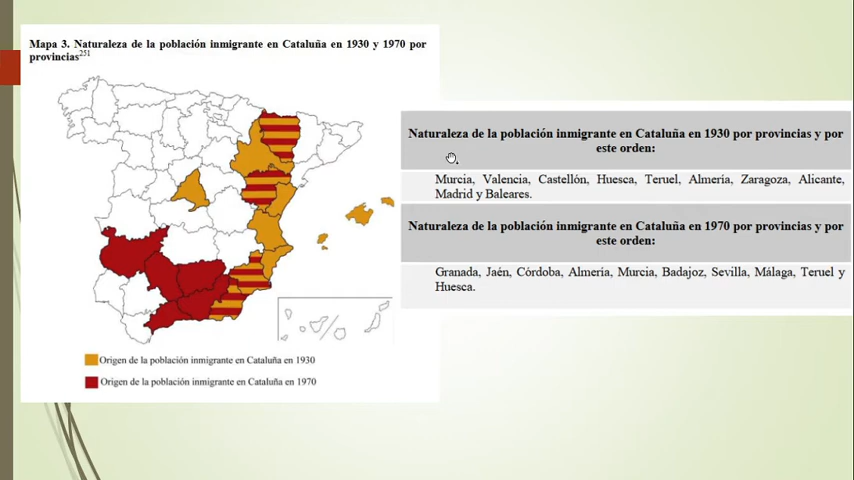 Mapa 3. Naturaleza de la población inmigrante en Cataluña en 1930 y 1970 por
provincias251
Origen de la población inmigrante en Cataluña en 1930
Origen de la población inmigrante en Cataluña en 1970
Naturaleza de la población inmigrante en Cataluña en 1930 por provincias y por
este orden:
Murcia, Valencia, Castellón, Huesca, Teruel, Almería, Zaragoza, Alicante,
Madrid y Baleares.
Naturaleza de la población inmigrante en Cataluña en 1970 por provincias y por
este orden:
Granada, Jaén, Córdoba, Almería, Murcia, Badajoz, Sevilla, Málaga, Teruel y
Huesca.